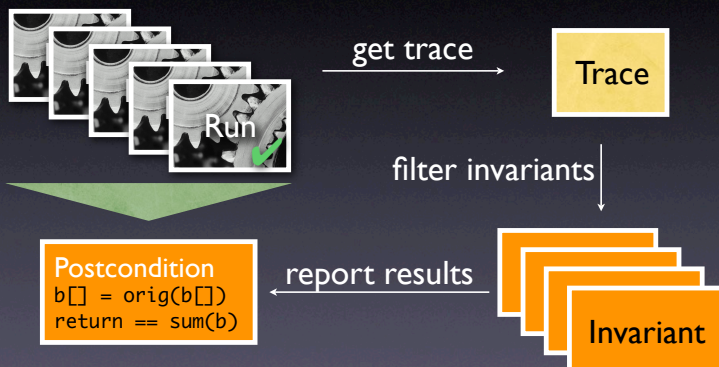 get trace
Trace
Run
filter invariants
Postcondition
b[] = orig(b[])
return == sum(b)
report results
Invariant